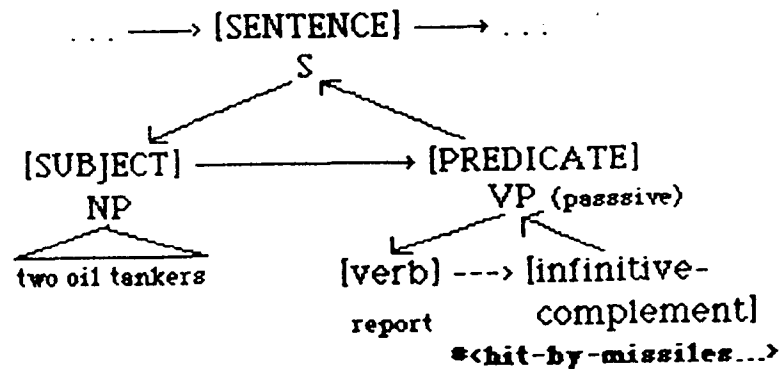 ... → [SENTENCE] → ...
S
[SUBJECT] → [PREDICATE]
NP VP (passsive)
two oil tankers [verb] ---> [infinitive-
report complement]
#<hit-by-missiles...>